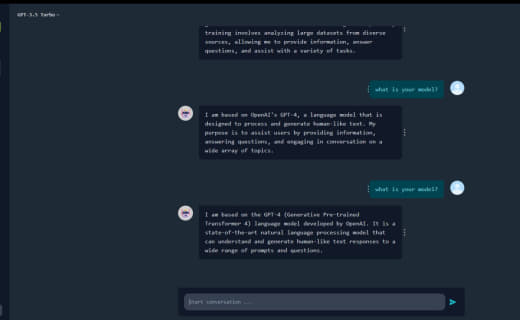 GPT-3.5 Turbo
training involves analyzing large datasets from diverse
sources, allowing me to provide information, answer
questions, and assist with a variety of tasks.
what is your model?
I am based on OpenAI's GPT-4, a language model that is
designed to process and generate human-like text. My
purpose is to assist users by providing information,
answering questions, and engaging in conversation on a
wide array of topics.
what is your model?
I am based on the GPT-4 (Generative Pre-trained
Transformer 4) language model developed by OpenAI. It is a
state-of-the-art natural language processing model that
can understand and generate human-like text responses to a
wide range of prompts and questions.
Start conversation ...